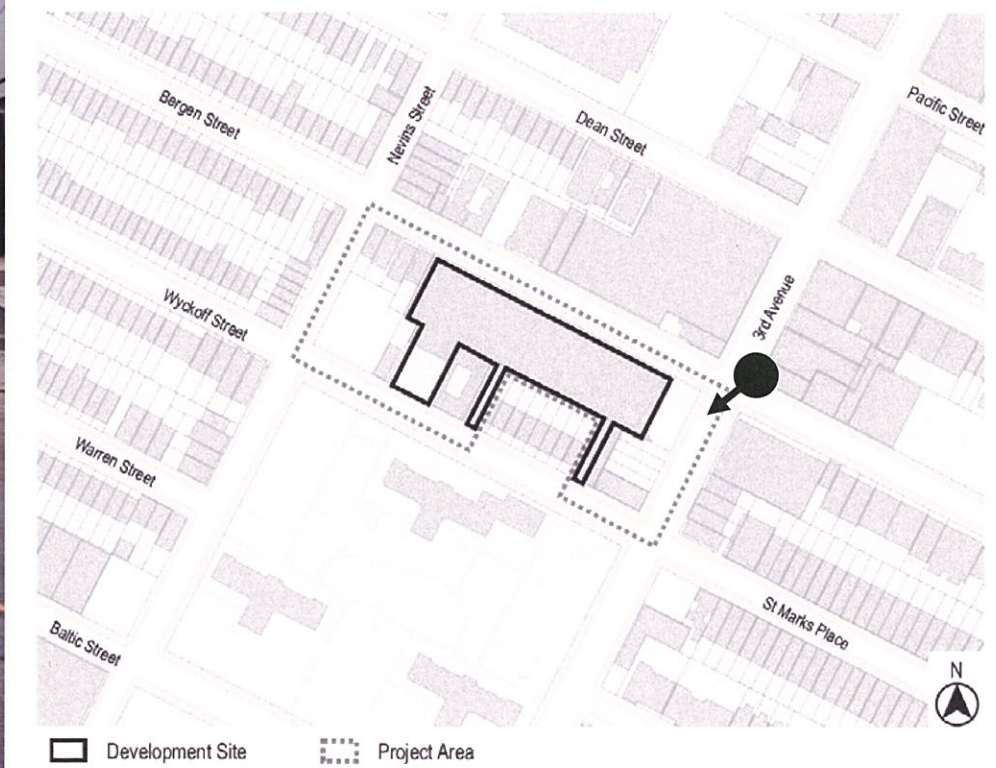 Pacific Street
Dean Street
Bergen Street
Nevins Street
3rd Avenue
Wyckoff Street
Warren Street
St Marks Place
Baltic Street
N
Development Site
Project Area